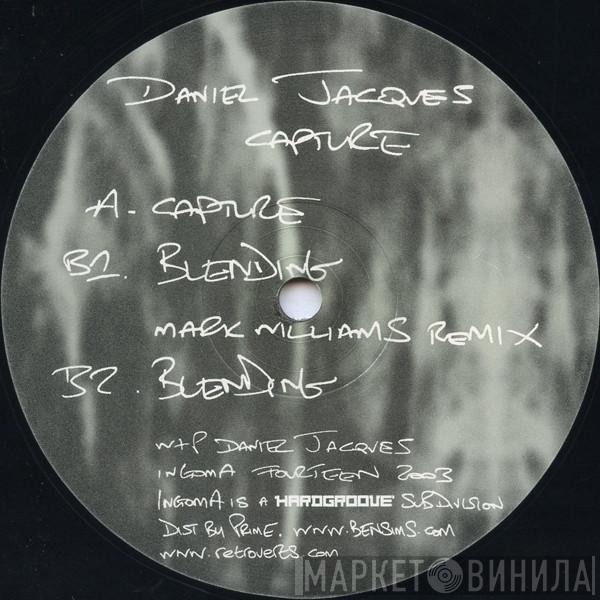 DANIEL JACQUES
CAPTURE
A. CAPTURE
B1. BLENDING
MARK WILLIAMS REMIX
B2. BLENDING
W+P DANIEL JACQUES
INGOMA FOURTEEN 2003
INGOMA IS A HARDGROOVE SUBDIVISION
DIST BY PRIME. WWW.BENSIMS.COM
WWW.RETROVERTS.COM
МАРКЕТ ВИНИЛА